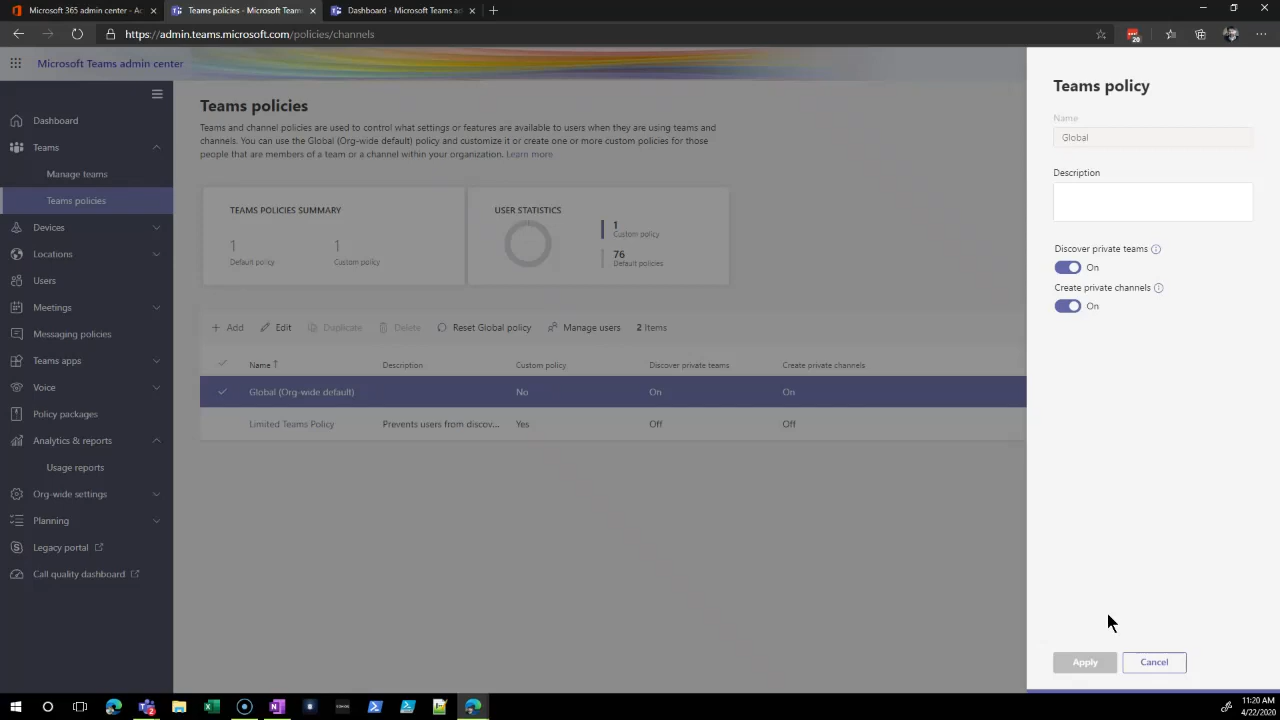 Microsoft 365 admin center - Ac
Teams policies - Microsoft Team
Dashboard - Microsoft Teams ad
https://admin.teams.microsoft.com/policies/channels
20
Microsoft Teams admin center
Dashboard
Teams
Manage teams
Teams policies
Devices
Locations
Users
Meetings
Messaging policies
Teams apps
Voice
Policy packages
Analytics & reports
Usage reports
Org-wide settings
Planning
Legacy portal
Call quality dashboard
Teams policies
Teams and channel policies are used to control what settings or features are available to users when they are using teams and
channels. You can use the Global (Org-wide default) policy and customize it or create one or more custom policies for those
people that are members of a team or a channel within your organization. Learn more
TEAMS POLICIES SUMMARY
1
Default policy
1
Custom policy
USER STATISTICS
1
Custom policy
76
Default policies
Add
Edit
Duplicate
Delete
Reset Global policy
Manage users
2 Items
Name ↑ Description Custom policy Discover private teams Create private channels
Global (Org-wide default) No On On
Limited Teams Policy Prevents users from discov... Yes Off Off
Teams policy
Name
Global
Description
Discover private teams
On
Create private channels
On
Apply
Cancel
11:20 AM
4/22/2020